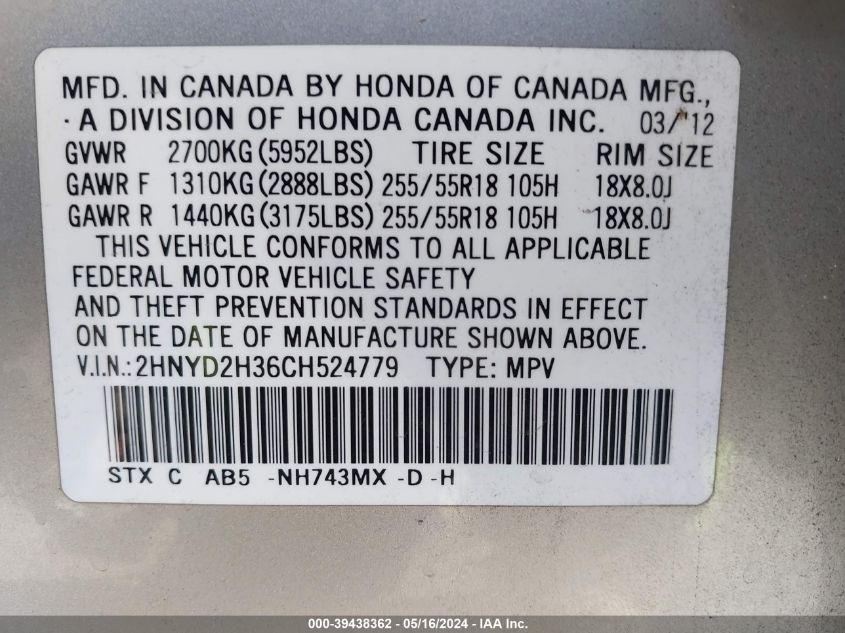 MFD. IN CANADA BY HONDA OF CANADA MFG.,
· A DIVISION OF HONDA CANADA INC. 03/12
GVWR 2700KG (5952LBS) TIRE SIZE RIM SIZE
GAWR F 1310KG (2888LBS) 255/55R18 105H 18X8.0J
GAWR R 1440KG (3175LBS) 255/55R18 105H 18X8.0J
THIS VEHICLE CONFORMS TO ALL APPLICABLE
FEDERAL MOTOR VEHICLE SAFETY
AND THEFT PREVENTION STANDARDS IN EFFECT
ON THE DATE OF MANUFACTURE SHOWN ABOVE.
V.I.N.: 2HNYD2H36CH524779 TYPE: MPV
STX C AB5 -NH743MX -D -H
000-39438362 - 05/16/2024 - IAA Inc.